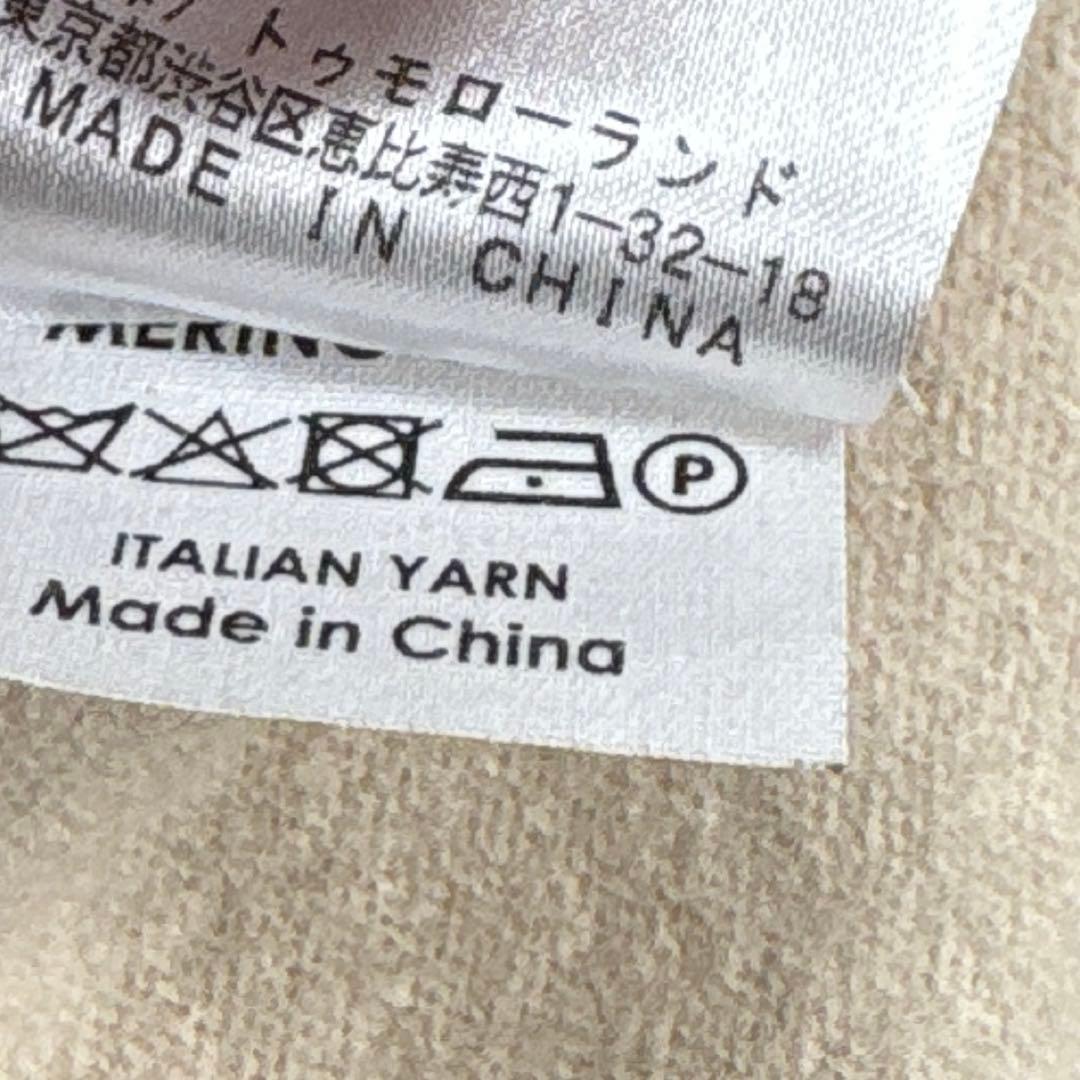 トゥモローランド
東京都渋谷区恵比寿西1-32-18
MADE IN CHINA
MERINO
P
ITALIAN YARN
Made in China